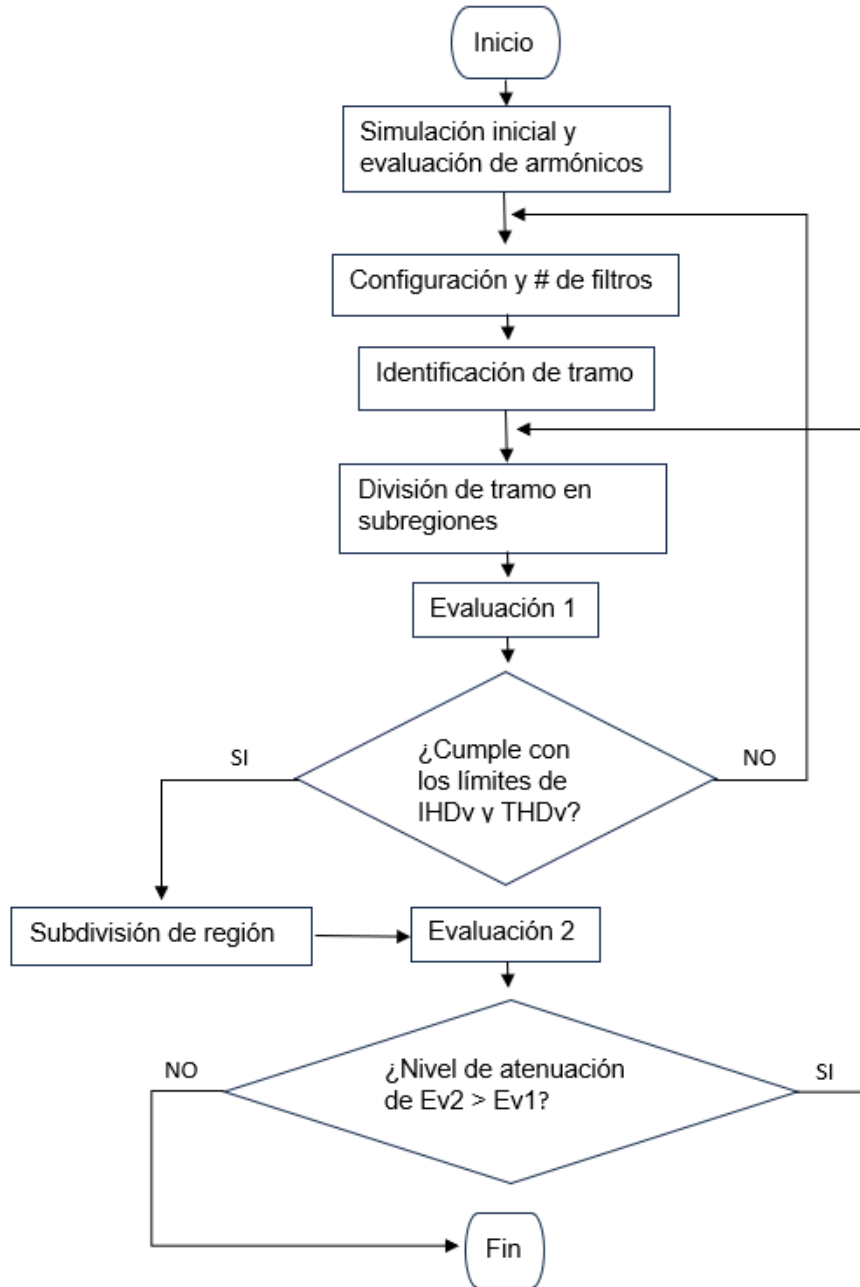 Inicio
Simulación inicial y
evaluación de armónicos
Configuración y # de filtros
Identificación de tramo
División de tramo en
subregiones
Evaluación 1
¿Cumple con
los límites de
IHDv y THDv?
SI
NO
Subdivisión de región
Evaluación 2
¿Nivel de atenuación
de Ev2 > Ev1?
NO
SI
Fin